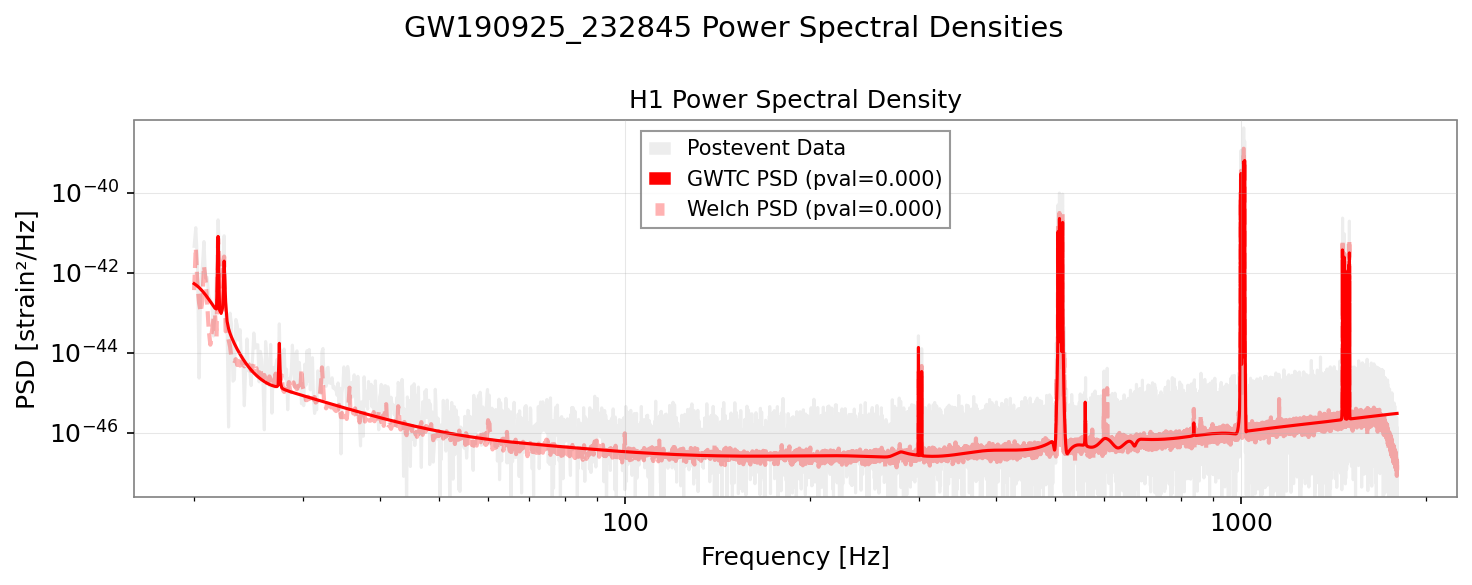 GW190925_232845 Power Spectral Densities
H1 Power Spectral Density
Postevent Data
GWTC PSD (pval=0.000)
Welch PSD (pval=0.000)
PSD [strain²/Hz]
10⁻⁴⁰
10⁻⁴²
10⁻⁴⁴
10⁻⁴⁶
100
1000
Frequency [Hz]